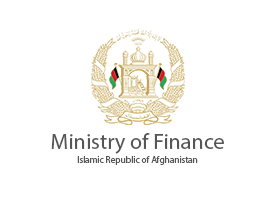 Ministry of Finance
Islamic Republic of Afghanistan